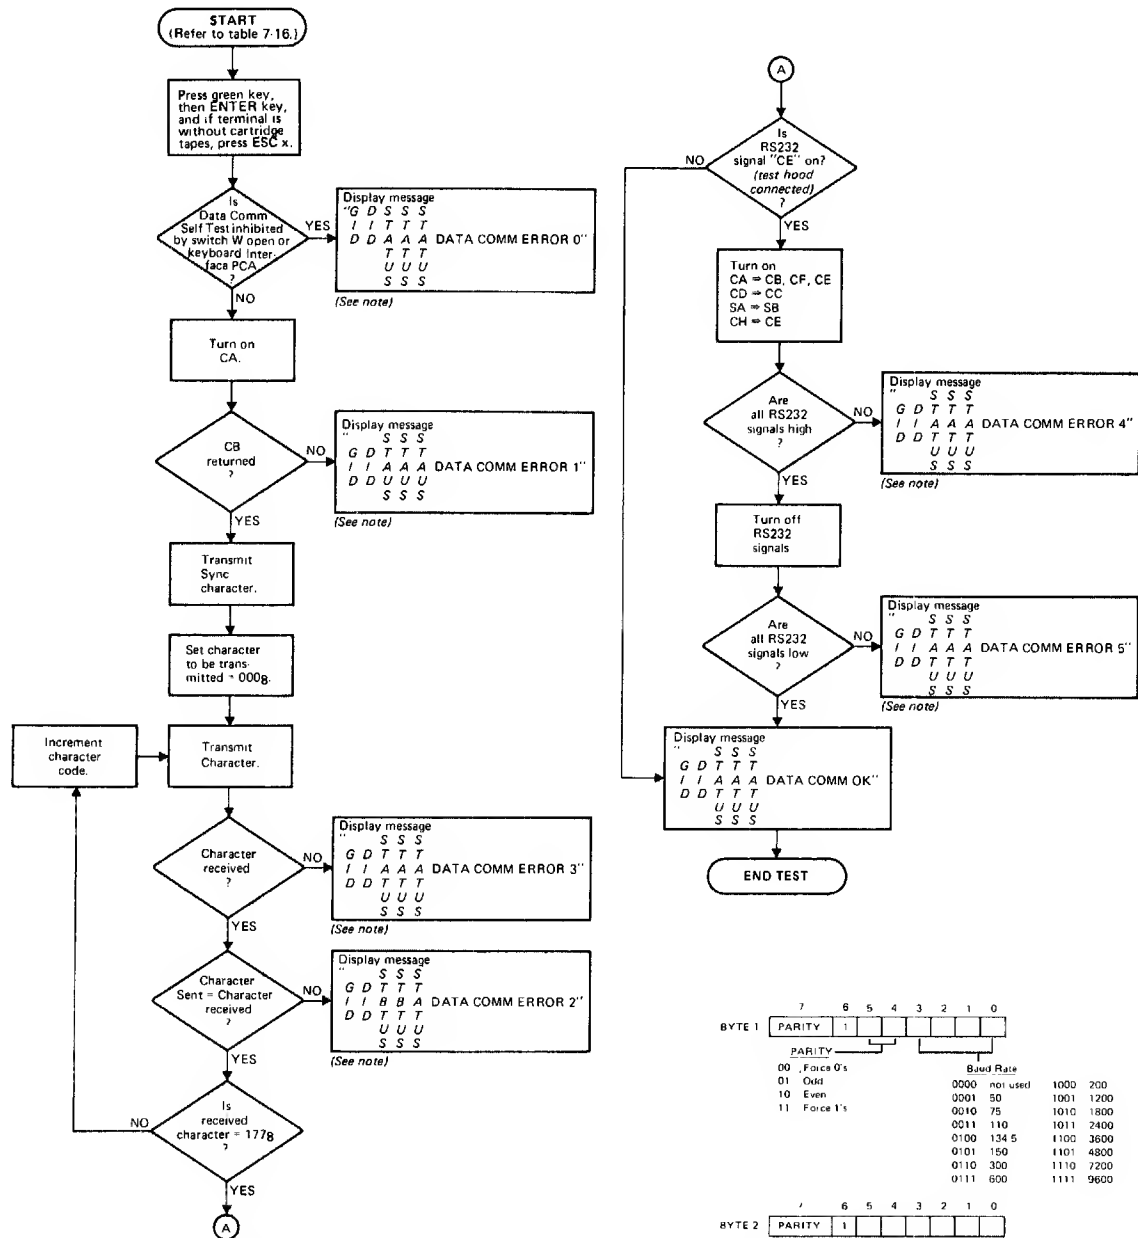 START
(Refer to table 7-16.)
Press green key,
then ENTER key,
and if terminal is
without cartridge
tapes, press ESC x.
Is
Data Comm
Self Test inhibited
by switch W open or
keyboard Inter-
face PCA
?
YES
NO
Display message
"G D S S S
I I T T T
D D A A A DATA COMM ERROR 0"
T T T
U U U
S S S
(See note)
Turn on
CA.
CB
returned
?
NO
YES
Display message
" S S S
G D T T T
I I A A A DATA COMM ERROR 1"
D D U U U
S S S
(See note)
Transmit
Sync
character.
Set character
to be trans-
mitted = 0008.
Increment
character
code.
Transmit
Character.
Character
received
?
NO
YES
Display message
" S S S
G D T T T
I I A A A DATA COMM ERROR 3"
D D T T T
U U U
S S S
(See note)
Character
Sent = Character
received
?
NO
YES
Display message
" S S S
G D T T T
I I B B A DATA COMM ERROR 2"
D D T T T
U U U
S S S
(See note)
Is
received
character = 1778
?
NO
YES
A
A
Is
RS232
signal "CE" on?
(test hood
connected)
?
NO
YES
Turn on
CA ⇒ CB, CF, CE
CD ⇒ CC
SA ⇒ SB
CH ⇒ CE
Are
all RS232
signals high
?
NO
YES
Display message
" S S S
G D T T T
I I A A A DATA COMM ERROR 4"
D D T T T
U U U
S S S
(See note)
Turn off
RS232
signals
Are
all RS232
signals low
?
NO
YES
Display message
" S S S
G D T T T
I I A A A DATA COMM ERROR 5"
D D T T T
U U U
S S S
(See note)
Display message
" S S S
G D T T T
I I A A A DATA COMM OK"
D D T T T
U U U
S S S
END TEST
7 6 5 4 3 2 1 0
BYTE 1 PARITY 1
PARITY
00 Force 0's
01 Odd
10 Even
11 Force 1's
Baud Rate
0000 not used 1000 200
0001 50 1001 1200
0010 75 1010 1800
0011 110 1011 2400
0100 134 5 1100 3600
0101 150 1101 4800
0110 300 1110 7200
0111 600 1111 9600
7 6 5 4 3 2 1 0
BYTE 2 PARITY 1